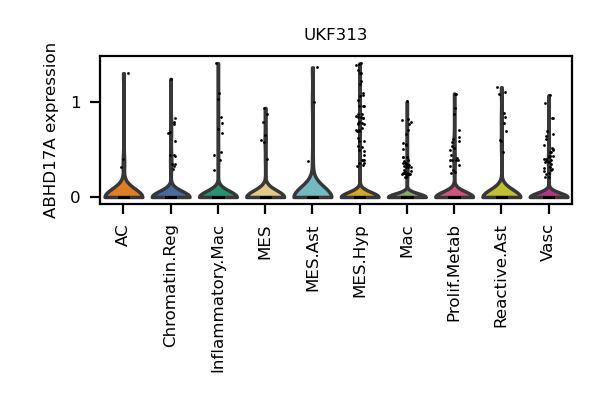 UKF313
ABHD17A expression
1
0
AC
Chromatin.Reg
Inflammatory.Mac
MES
MES.Ast
MES.Hyp
Mac
Prolif.Metab
Reactive.Ast
Vasc